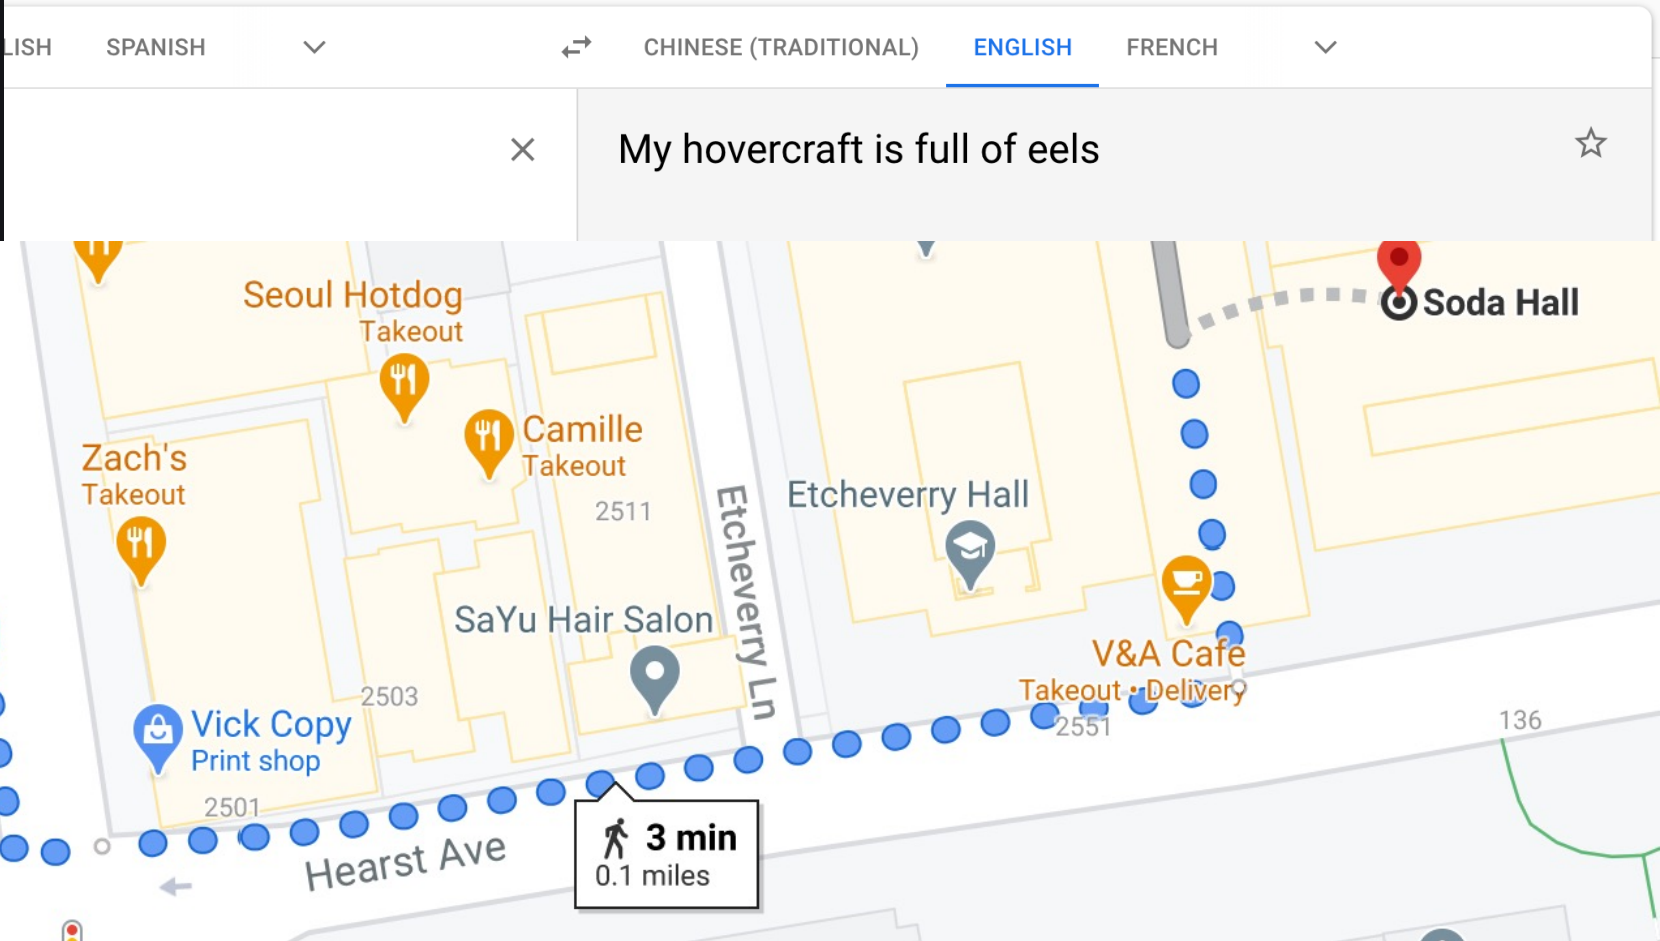 LISH SPANISH CHINESE (TRADITIONAL) ENGLISH FRENCH
My hovercraft is full of eels
Seoul Hotdog
Takeout
Soda Hall
Camille
Takeout
Zach's
Takeout
2511
Etcheverry Hall
Etcheverry Ln
SaYu Hair Salon
V&A Cafe
Takeout • Delivery
2503
2551
136
Vick Copy
Print shop
2501
Hearst Ave
3 min
0.1 miles